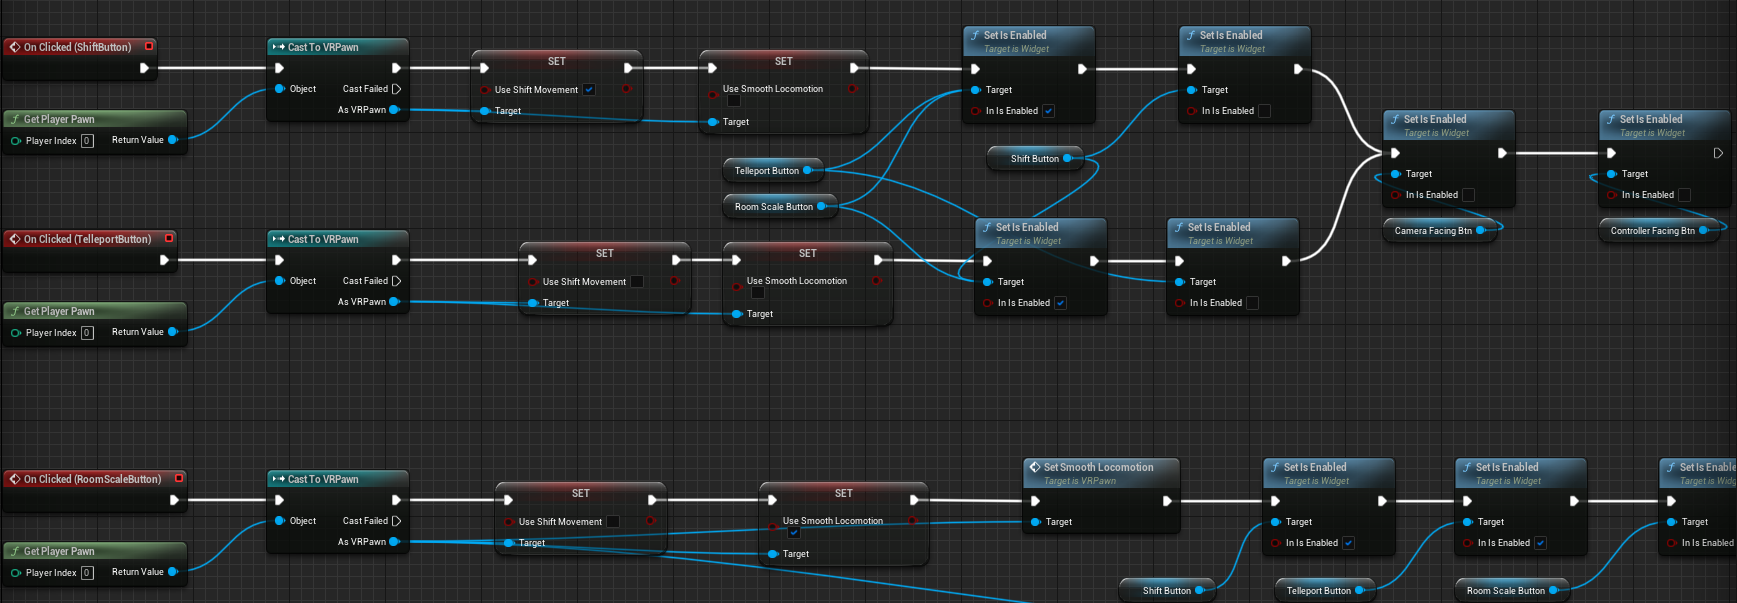 On Clicked (ShiftButton)
Cast To VRPawn
Object
Cast Failed
As VRPawn
Get Player Pawn
Player Index 0
Return Value
SET
Use Shift Movement
Target
SET
Use Smooth Locomotion
Target
Set Is Enabled
Target is Widget
Target
In Is Enabled
Set Is Enabled
Target is Widget
Target
In Is Enabled
Telleport Button
Room Scale Button
Shift Button
Set Is Enabled
Target is Widget
Target
In Is Enabled
Camera Facing Btn
Set Is Enabled
Target is Widget
Target
In Is Enabled
Controller Facing Btn
On Clicked (TelleportButton)
Cast To VRPawn
Object
Cast Failed
As VRPawn
Get Player Pawn
Player Index 0
Return Value
SET
Use Shift Movement
Target
SET
Use Smooth Locomotion
Target
Set Is Enabled
Target is Widget
Target
In Is Enabled
Set Is Enabled
Target is Widget
Target
In Is Enabled
On Clicked (RoomScaleButton)
Cast To VRPawn
Object
Cast Failed
As VRPawn
Get Player Pawn
Player Index 0
Return Value
SET
Use Shift Movement
Target
SET
Use Smooth Locomotion
Target
Set Smooth Locomotion
Target is VRPawn
Target
Set Is Enabled
Target is Widget
Target
In Is Enabled
Shift Button
Set Is Enabled
Target is Widget
Target
In Is Enabled
Telleport Button
Set Is Enable
Target is Widg
Target
In Is Enabled
Room Scale Button